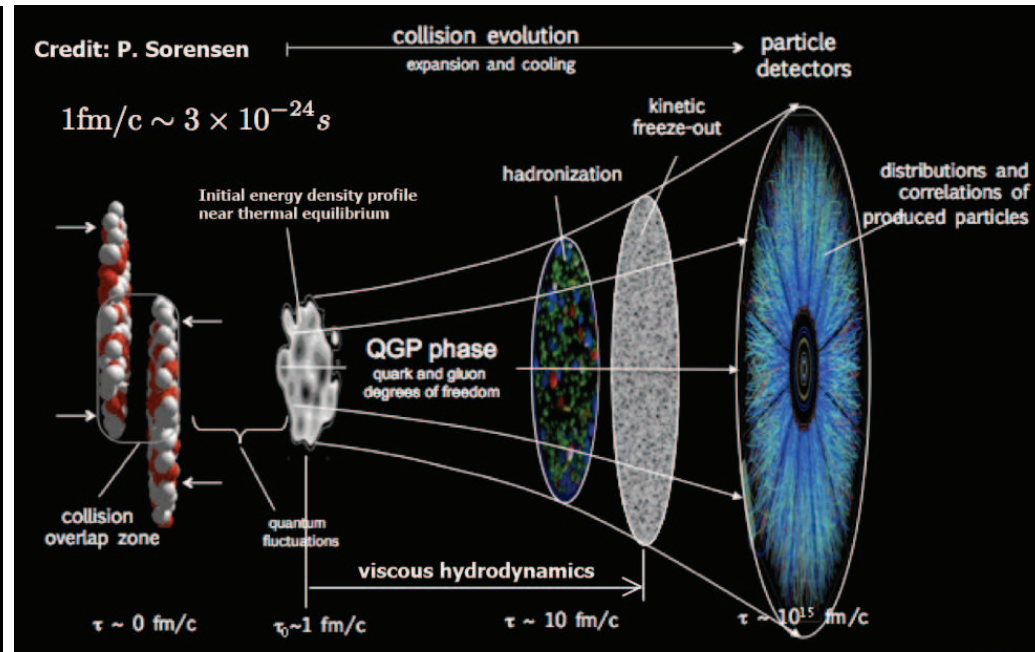 Credit: P. Sorensen
collision evolution
expansion and cooling
particle
detectors
1fm/c ~ 3 × 10⁻²⁴s
kinetic
freeze-out
hadronization
distributions and
correlations of
produced particles
Initial energy density profile
near thermal equilibrium
QGP phase
quark and gluon
degrees of freedom
collision
overlap zone
quantum
fluctuations
viscous hydrodynamics
τ ~ 0 fm/c
τ₀~1 fm/c
τ ~ 10 fm/c
τ ~ 10¹⁵ fm/c